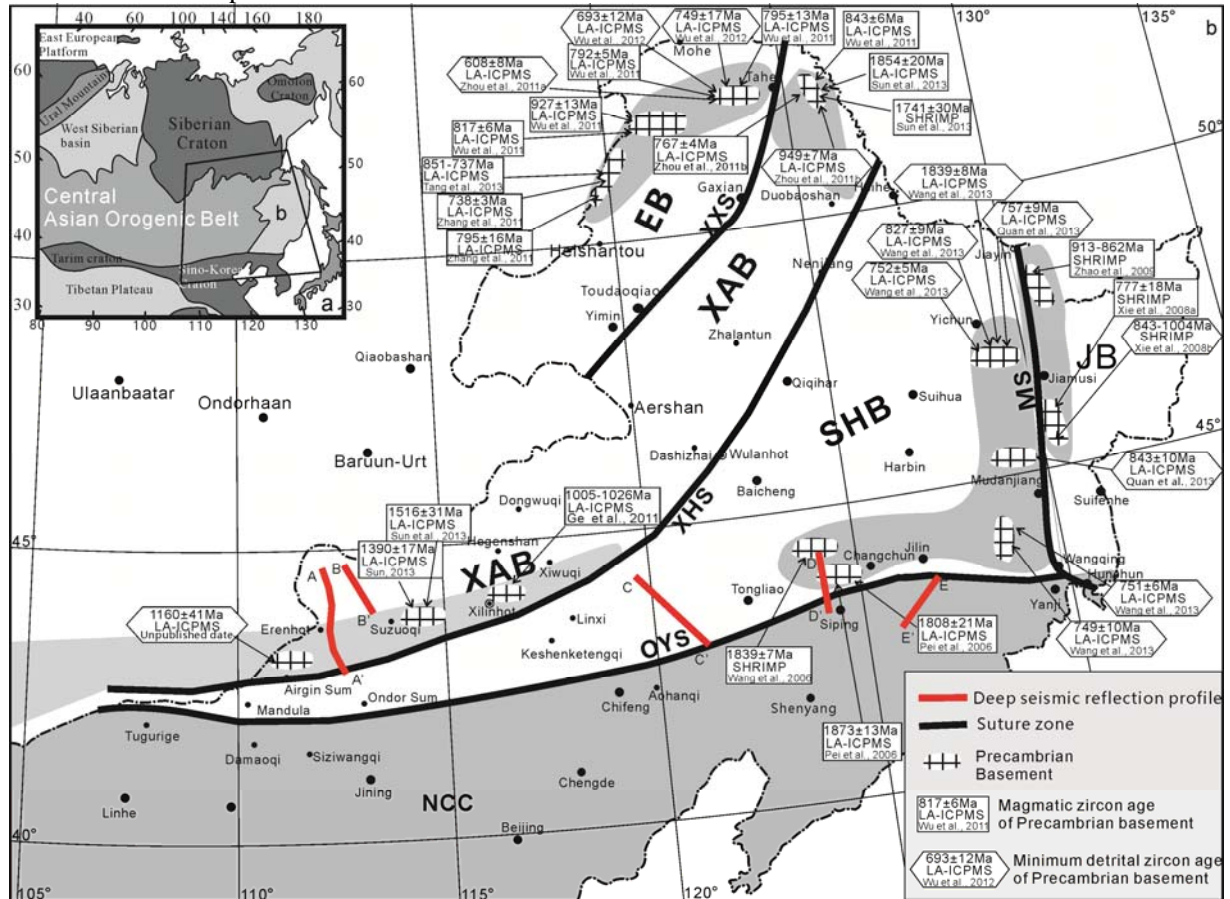 40 60 80 100 120 140 160 180
130°
135°
b
East European
Platform
Ural Mountain
West Siberian
basin
Siberian
Craton
Omolon
Craton
Central
Asian Orogenic Belt
b
Tarim craton
Sino-Korea
Craton
Tibetan Plateau
a
60
50
40
30
60
50
40
30
80 90 100 110 120 130
693±12Ma
LA-ICPMS
Wu et al., 2012
749±17Ma
LA-ICPMS
Wu et al., 2012
795±13Ma
LA-ICPMS
Wu et al., 2011
843±6Ma
LA-ICPMS
Wu et al., 2011
792±5Ma
LA-ICPMS
Wu et al., 2011
Mohe
Tahe
608±8Ma
LA-ICPMS
Zhou et al., 2011a
1854±20Ma
LA-ICPMS
Sun et al., 2013
927±13Ma
LA-ICPMS
Wu et al., 2011
1741±30Ma
SHRIMP
Sun et al., 2013
817±6Ma
LA-ICPMS
Wu et al., 2011
767±4Ma
LA-ICPMS
Zhou et al., 2011b
50°
851-737Ma
LA-ICPMS
Tang et al., 2013
949±7Ma
LA-ICPMS
Zhou et al., 2011b
738±3Ma
LA-ICPMS
Zhang et al., 2011
795±16Ma
LA-ICPMS
Zhang et al., 2011
1839±8Ma
LA-ICPMS
Wang et al., 2013
757±9Ma
LA-ICPMS
Quan et al., 2013
827±9Ma
LA-ICPMS
Wang et al., 2013
752±5Ma
LA-ICPMS
Wang et al., 2013
913-862Ma
SHRIMP
Zhao et al., 2009
777±18Ma
SHRIMP
Xie et al., 2008a
843-1004Ma
SHRIMP
Xie et al., 2008b
Gaxian
Duobaoshan
EB
XXS
Heishantou
XAB
Nenjiang
Jiayin
Toudaoqiao
Yimin
Zhalantun
Yichun
Qiaobashan
Ulaanbaatar
Ondorhaan
Qiqihar
Suihua
MS
JB
Jiamusi
Aershan
SHB
45°
Baruun-Urt
Dashizhai
Wulanhot
Harbin
Baicheng
Mudanjiang
Suifenhe
843±10Ma
LA-ICPMS
Quan et al., 2013
Dongwuqi
XHS
1516±31Ma
LA-ICPMS
Sun et al., 2013
1005-1026Ma
LA-ICPMS
Ge et al., 2011
45°
1390±17Ma
LA-ICPMS
Sun, 2013
Hegenshan
XAB
Xiwuqi
A
B
C
D
E
Changchun
Jilin
Wangqing
Hunchun
Yanji
Tongliao
Xilinhot
B'
Suzuoqi
Linxi
1160±41Ma
LA-ICPMS
Unpublished date
Erenhot
A'
Airgin Sum
Keshenketengqi
OYS
C'
D'
Siping
E'
751±6Ma
LA-ICPMS
Wang et al., 2013
749±10Ma
LA-ICPMS
Wang et al., 2013
1839±7Ma
SHRIMP
Wang et al., 2006
1808±21Ma
LA-ICPMS
Pei et al., 2006
1873±13Ma
LA-ICPMS
Pei et al., 2006
Mandula
Ondor Sum
Chifeng
Aohanqi
Shenyang
Tugurige
Damaoqi
Siziwangqi
Linhe
Jining
Chengde
NCC
Beijing
40°
105°
110°
115°
120°
Deep seismic reflection profile
Suture zone
Precambrian
Basement
817±6Ma
LA-ICPMS
Wu et al., 2011
Magmatic zircon age
of Precambrian basement
693±12Ma
LA-ICPMS
Wu et al., 2012
Minimum detrital zircon age
of Precambrian basement